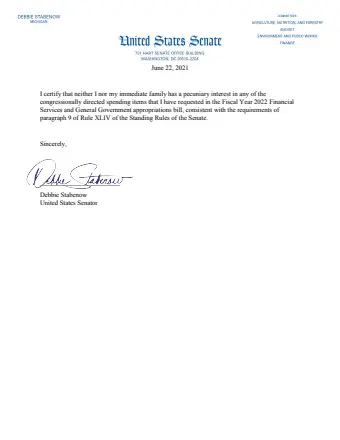 DEBBIE STABENOW
MICHIGAN
COMMITTEES
AGRICULTURE, NUTRITION, AND FORESTRY
BUDGET
ENVIRONMENT AND PUBLIC WORKS
FINANCE
United States Senate
731 HART SENATE OFFICE BUILDING
WASHINGTON, DC 20510-2204
June 22, 2021
I certify that neither I nor my immediate family has a pecuniary interest in any of the
congressionally directed spending items that I have requested in the Fiscal Year 2022 Financial
Services and General Government appropriations bill, consistent with the requirements of
paragraph 9 of Rule XLIV of the Standing Rules of the Senate.
Sincerely,
Debbie Stabenow
Debbie Stabenow
United States Senator